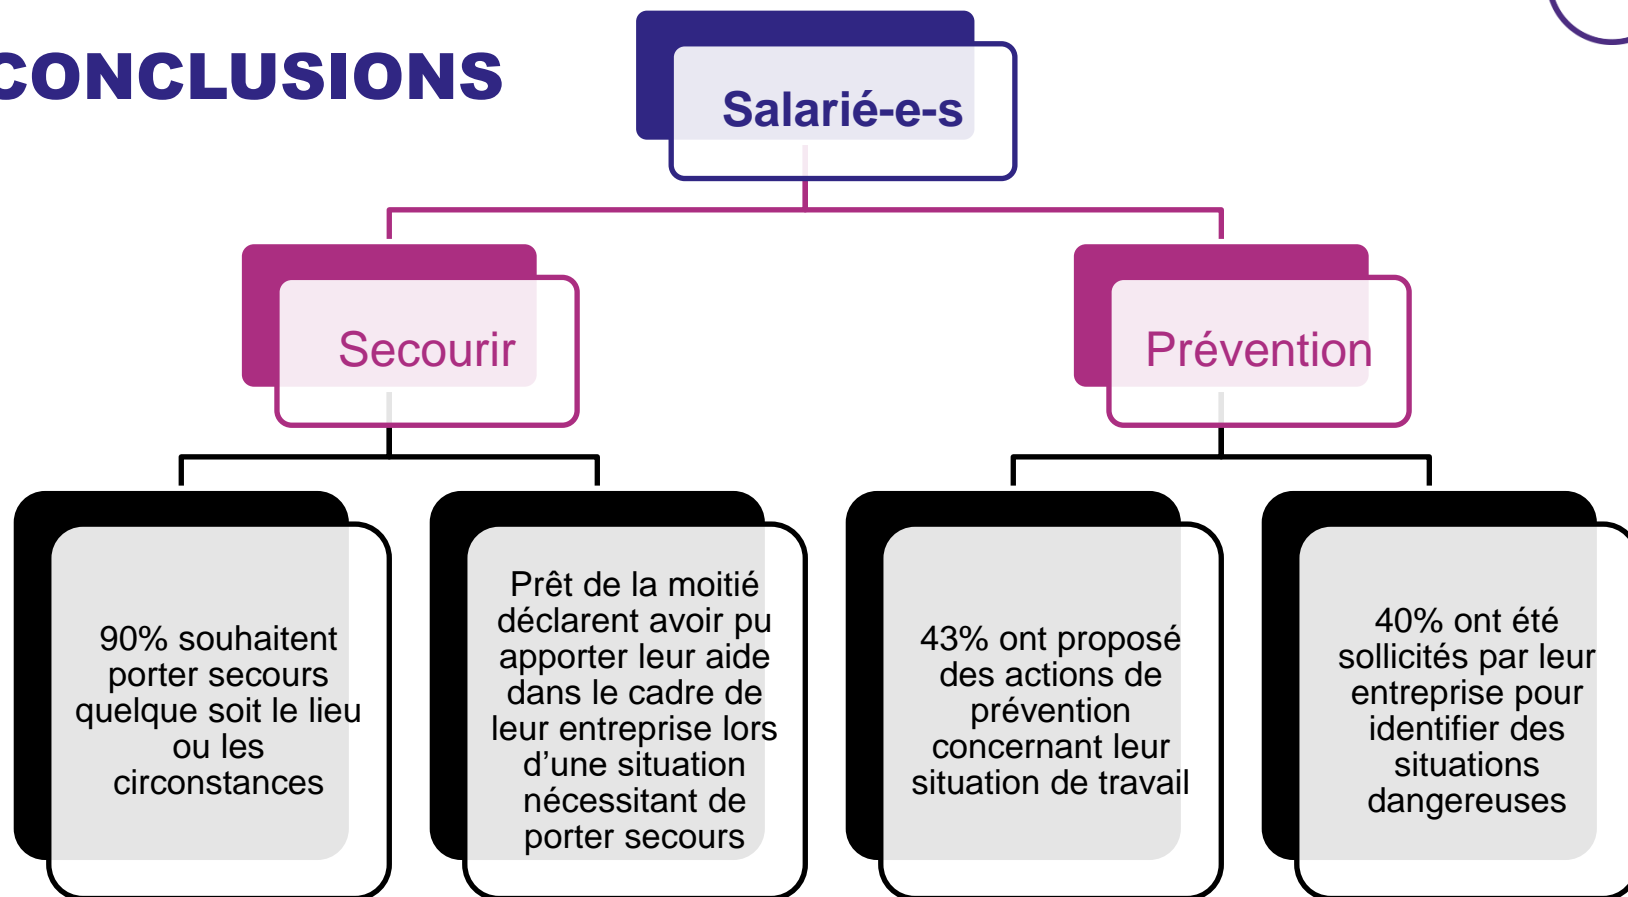 CONCLUSIONS
Salarié-e-s
Secourir
Prévention
90% souhaitent
porter secours
quelque soit le lieu
ou les
circonstances
Prêt de la moitié
déclarent avoir pu
apporter leur aide
dans le cadre de
leur entreprise lors
d’une situation
nécessitant de
porter secours
43% ont proposé
des actions de
prévention
concernant leur
situation de travail
40% ont été
sollicités par leur
entreprise pour
identifier des
situations
dangereuses